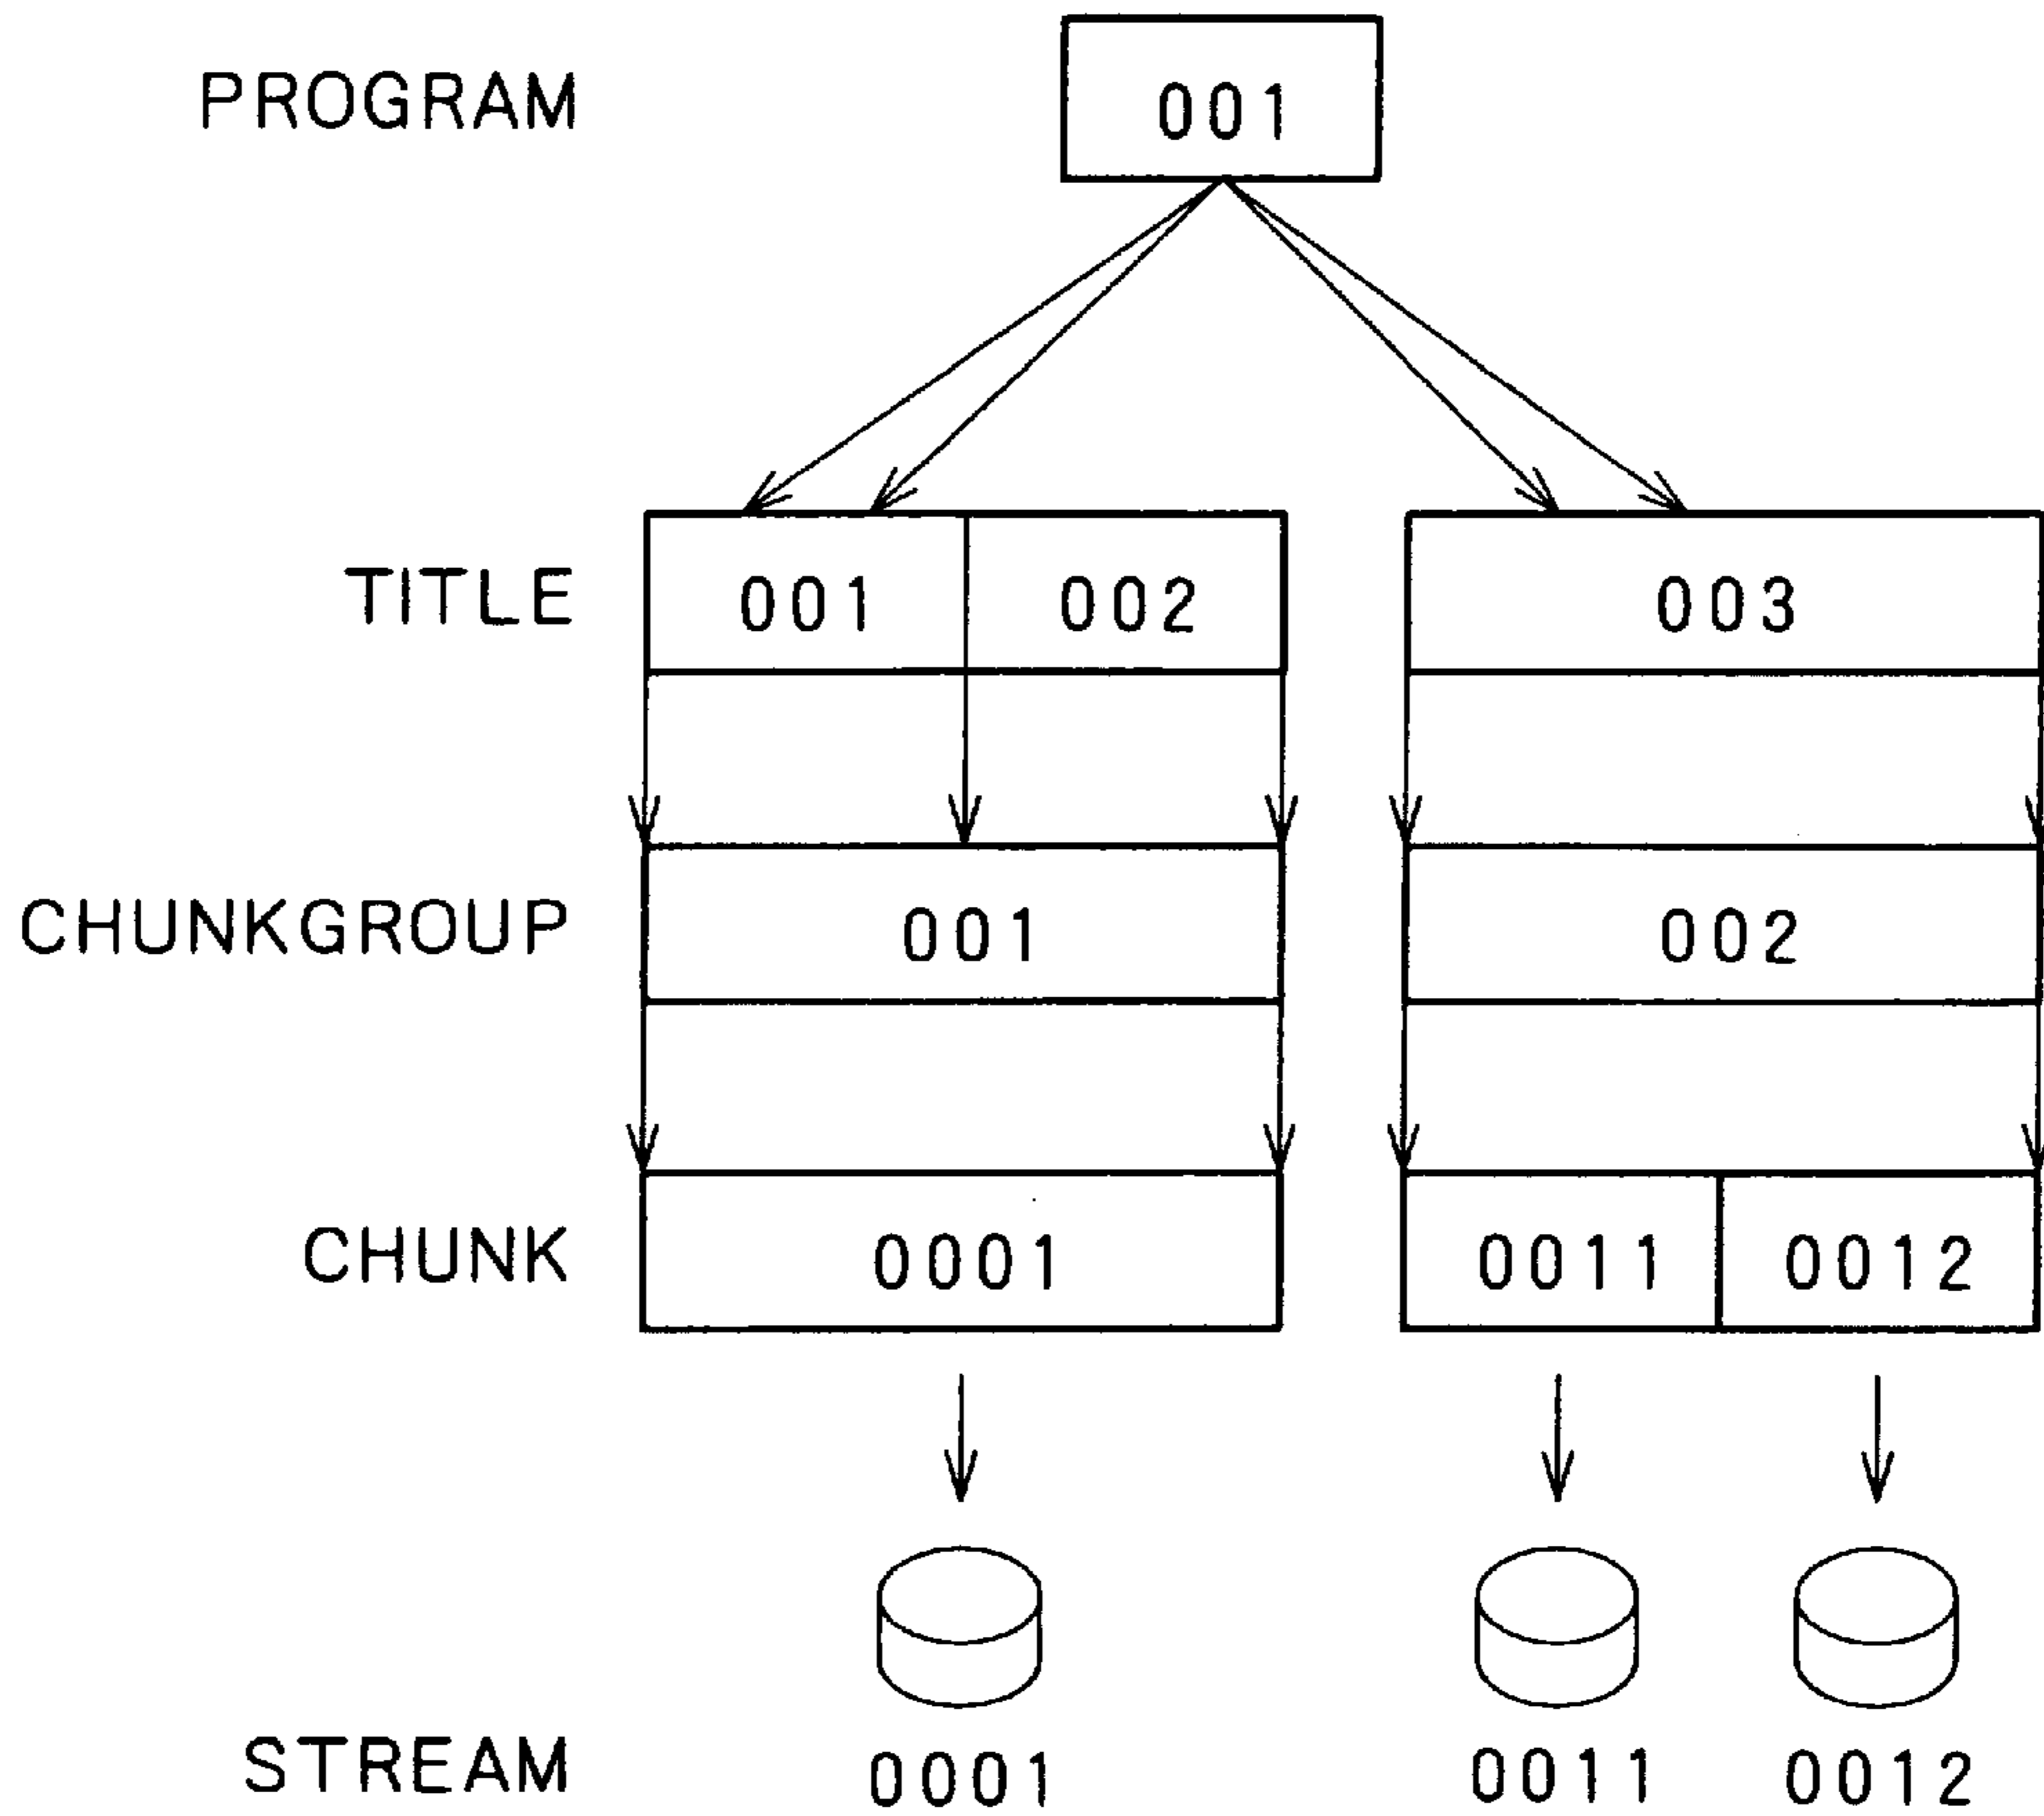 PROGRAM 001
TITLE 001 002 003
CHUNKGROUP 001 002
CHUNK 0001 0011 0012
STREAM 0001 0011 0012